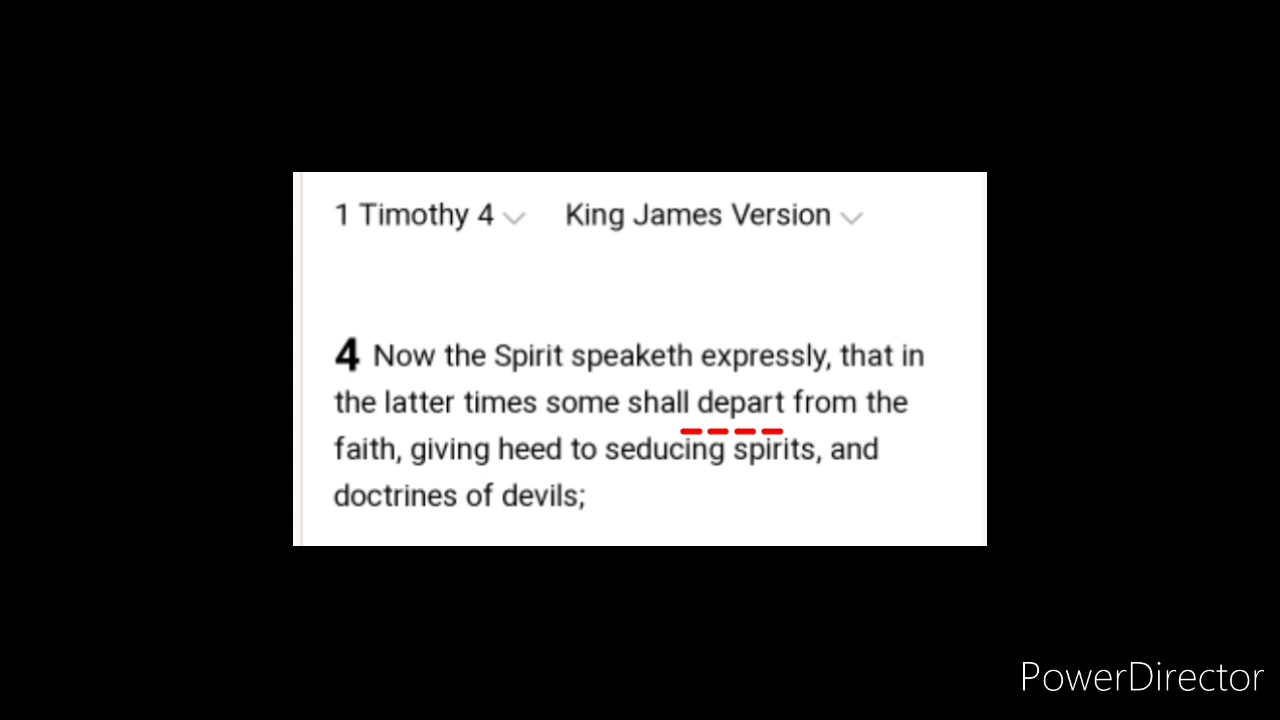 1 Timothy 4 King James Version
4 Now the Spirit speaketh expressly, that in
the latter times some shall depart from the
faith, giving heed to seducing spirits, and
doctrines of devils;
PowerDirector